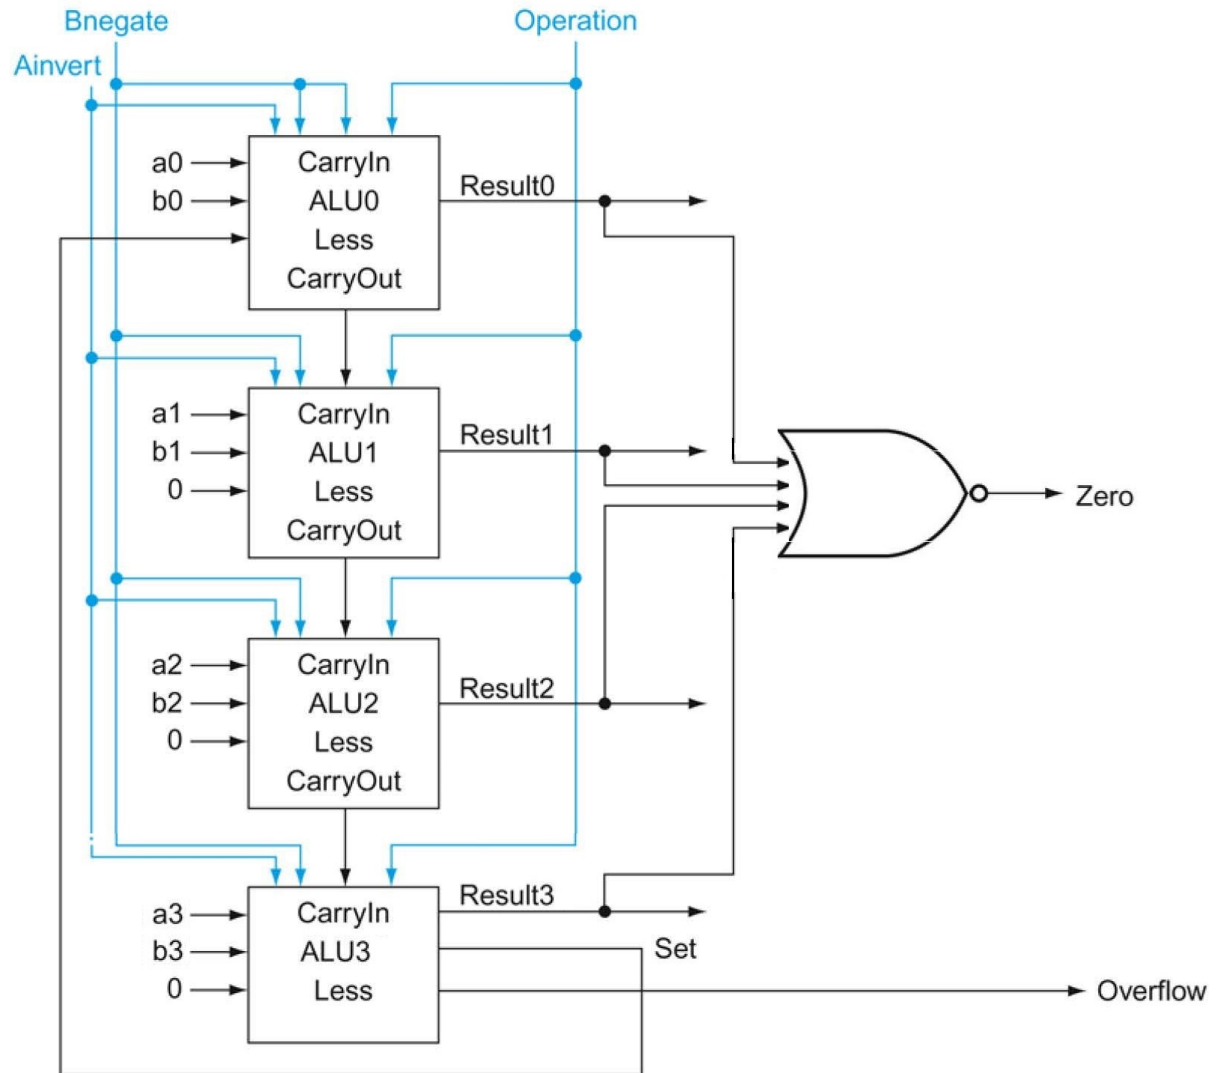 Bnegate
Operation
Ainvert
a0
CarryIn
b0
ALU0
Result0
Less
CarryOut
a1
CarryIn
b1
ALU1
Result1
0
Less
CarryOut
Zero
a2
CarryIn
b2
ALU2
Result2
0
Less
CarryOut
a3
CarryIn
Result3
b3
ALU3
Set
0
Less
Overflow